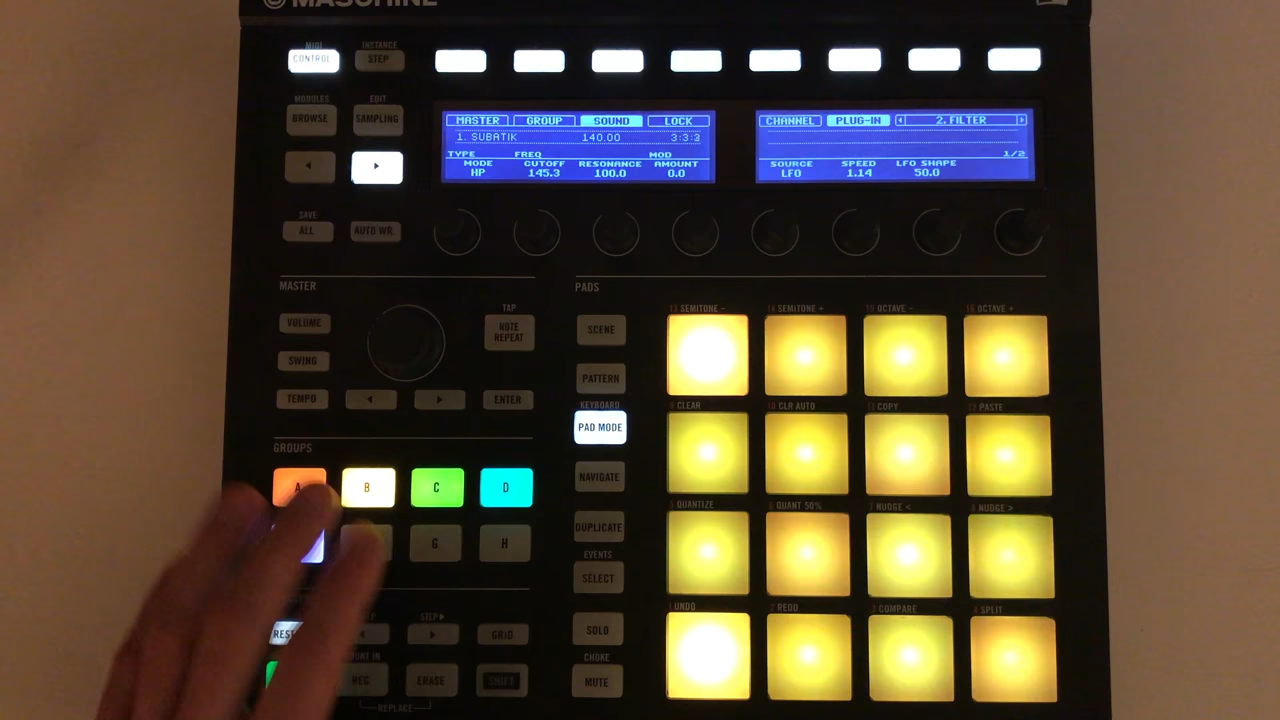 MASCHINE
MIDI
CONTROL
INSTANCE
STEP
MODULES
BROWSE
EDIT
SAMPLING
MASTER GROUP SOUND LOCK
1. SUBATIK 140.00 3:3:3
TYPE FREQ MOD
MODE CUTOFF RESONANCE AMOUNT
HP 145.3 100.0 0.0
CHANNEL PLUG-IN 2. FILTER
1/2
SOURCE SPEED LFO SHAPE
LFO 1.14 50.0
SAVE
ALL
AUTO WR.
MASTER
VOLUME
SWING
TEMPO
TAP
NOTE
REPEAT
ENTER
GROUPS
A B C D
G H
STEP
GRID
ERASE
SHIFT
REPLACE
PADS
SCENE
PATTERN
KEYBOARD
PAD MODE
NAVIGATE
DUPLICATE
EVENTS
SELECT
SOLO
CHOKE
MUTE
13 SEMITONE - 14 SEMITONE + 15 OCTAVE - 16 OCTAVE +
9 CLEAR 10 CLR AUTO 11 COPY 12 PASTE
5 QUANTIZE 6 QUANT 50% 7 NUDGE < 8 NUDGE >
1 UNDO 2 REDO 3 COMPARE 4 SPLIT